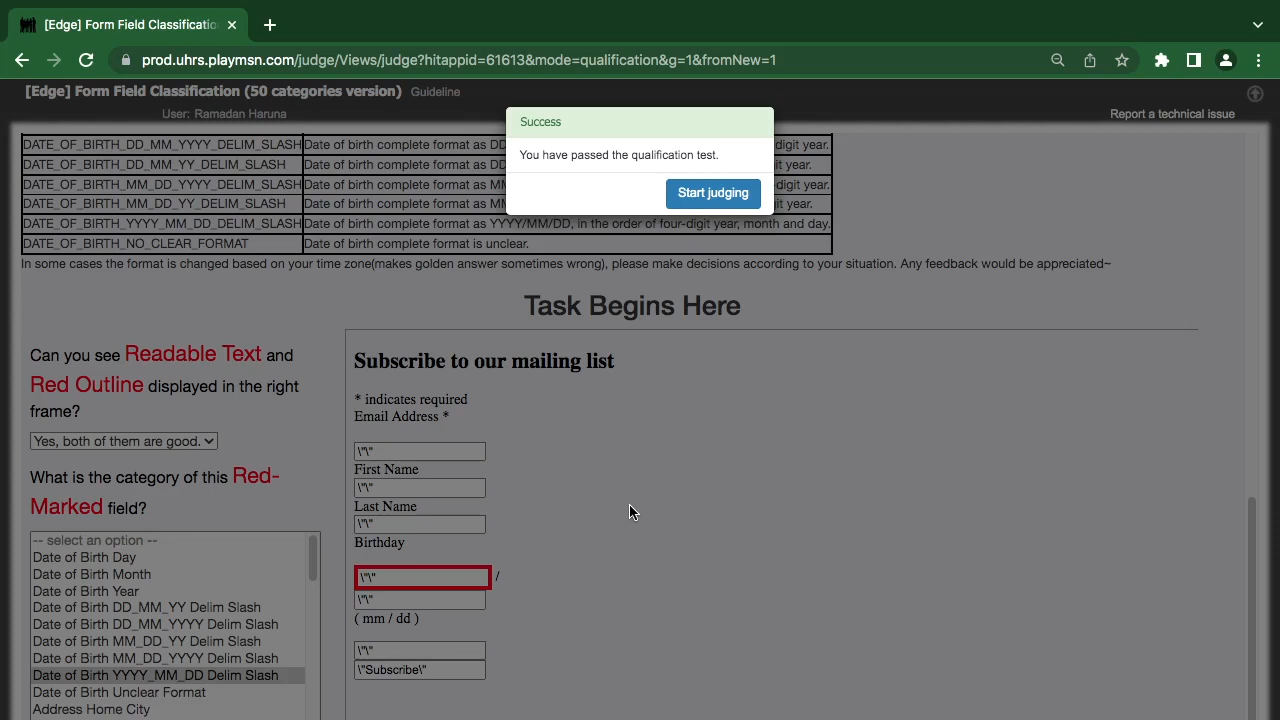 [Edge] Form Field Classificatio
prod.uhrs.playmsn.com/judge/Views/judge?hitappid=61613&mode=qualification&g=1&fromNew=1
[Edge] Form Field Classification (50 categories version) Guideline
User: Ramadan Haruna
Report a technical issue
Success
You have passed the qualification test.
Start judging
DATE_OF_BIRTH_DD_MM_YYYY_DELIM_SLASH Date of birth complete format as DD digit year.
DATE_OF_BIRTH_DD_MM_YY_DELIM_SLASH Date of birth complete format as DD it year.
DATE_OF_BIRTH_MM_DD_YYYY_DELIM_SLASH Date of birth complete format as MM -digit year.
DATE_OF_BIRTH_MM_DD_YY_DELIM_SLASH Date of birth complete format as MM it year.
DATE_OF_BIRTH_YYYY_MM_DD_DELIM_SLASH Date of birth complete format as YYYY/MM/DD, in the order of four-digit year, month and day.
DATE_OF_BIRTH_NO_CLEAR_FORMAT Date of birth complete format is unclear.
In some cases the format is changed based on your time zone(makes golden answer sometimes wrong), please make decisions according to your situation. Any feedback would be appreciated~
Task Begins Here
Can you see Readable Text and
Red Outline displayed in the right
frame?
Yes, both of them are good.
What is the category of this Red-
Marked field?
-- select an option --
Date of Birth Day
Date of Birth Month
Date of Birth Year
Date of Birth DD_MM_YY Delim Slash
Date of Birth DD_MM_YYYY Delim Slash
Date of Birth MM_DD_YY Delim Slash
Date of Birth MM_DD_YYYY Delim Slash
Date of Birth YYYY_MM_DD Delim Slash
Date of Birth Unclear Format
Address Home City
Subscribe to our mailing list
* indicates required
Email Address *
\"\"
First Name
\"\"
Last Name
\"\"
Birthday
\"\" /
\"\"
( mm / dd )
\"\"
\"Subscribe\"